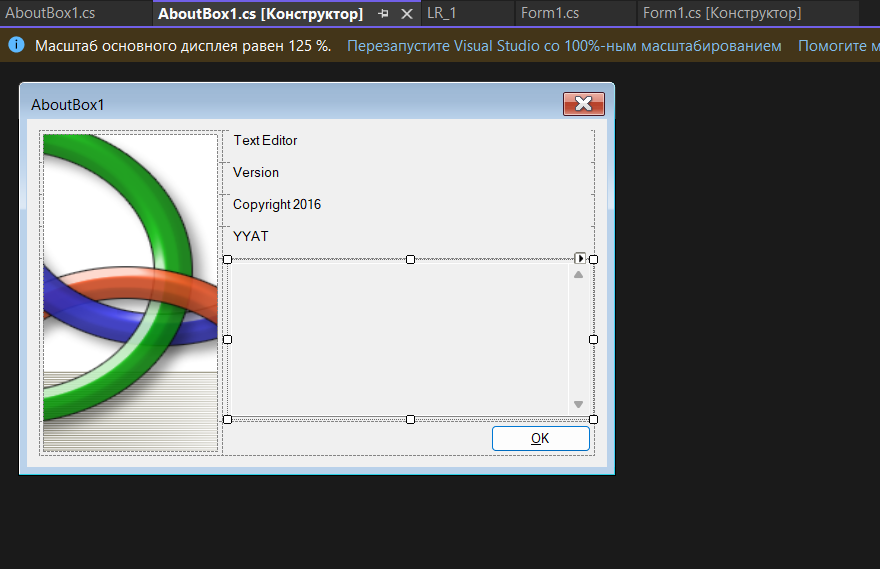 AboutBox1.cs
AboutBox1.cs [Конструктор]
LR_1
Form1.cs
Form1.cs [Конструктор]
Масштаб основного дисплея равен 125 %. Перезапустите Visual Studio со 100%-ным масштабированием Помогите м
AboutBox1
Text Editor
Version
Copyright 2016
YYAT
OK